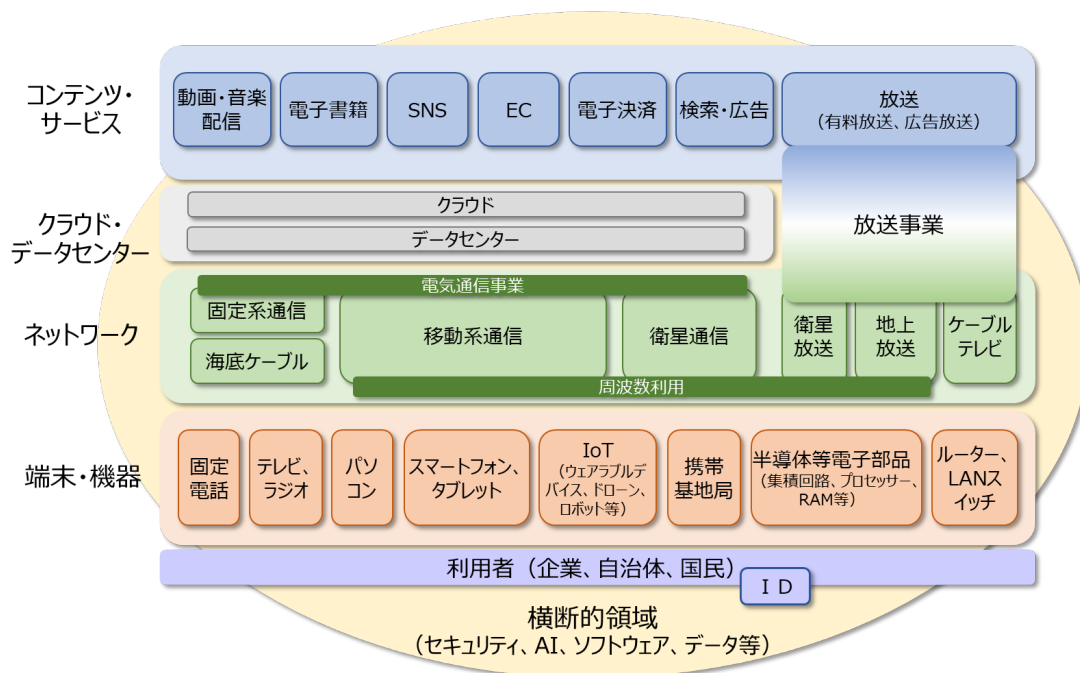 コンテンツ・
サービス
動画・音楽
配信
電子書籍
SNS
EC
電子決済
検索・広告
放送
（有料放送、広告放送）
クラウド・
データセンター
クラウド
データセンター
放送事業
ネットワーク
電気通信事業
固定系通信
海底ケーブル
移動系通信
衛星通信
衛星
放送
地上
放送
ケーブル
テレビ
周波数利用
端末・機器
固定
電話
テレビ、
ラジオ
パソ
コン
スマートフォン、
タブレット
IoT
（ウェアラブルデ
バイス、ドローン、
ロボット等）
携帯
基地局
半導体等電子部品
（集積回路、プロセッサー、
RAM等）
ルーター、
LANス
イッチ
利用者（企業、自治体、国民）
ＩＤ
横断的領域
（セキュリティ、AI、ソフトウェア、データ等）